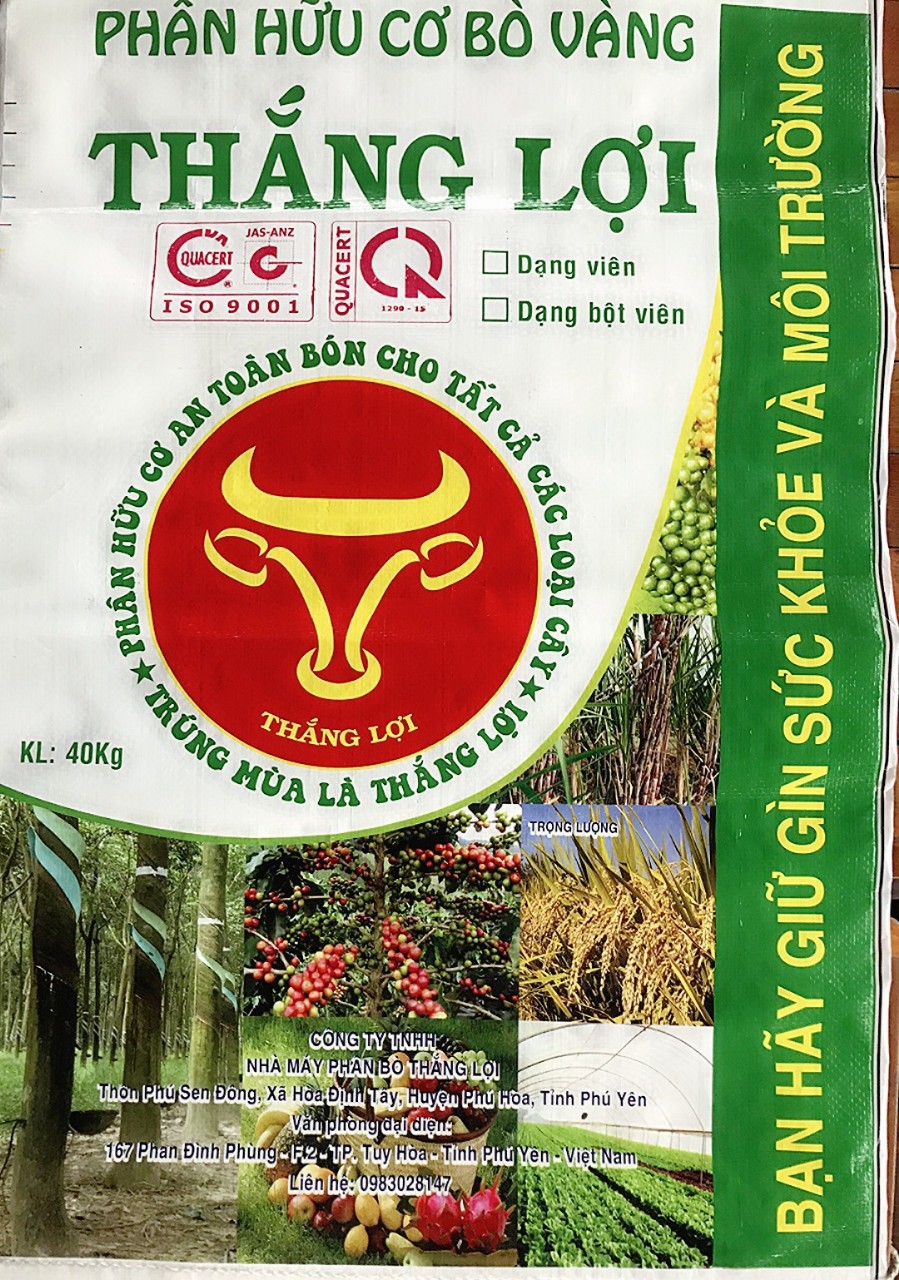 PHÂN HỮU CƠ BÒ VÀNG
THẮNG LỢI
QUACERT
JAS-ANZ
ISO 9001
QUACERT
1290 - 15
Dạng viên
Dạng bột viên
PHÂN HỮU CƠ AN TOÀN BÓN CHO TẤT CẢ CÁC LOẠI CÂY
THẮNG LỢI
TRÚNG MÙA LÀ THẮNG LỢI
KL: 40Kg
TRỌNG LƯỢNG
CÔNG TY TNHH
NHÀ MÁY PHÂN BÒ THẮNG LỢI
Thôn Phú Sen Đông, Xã Hòa Định Tây, Huyện Phú Hòa, Tỉnh Phú Yên
Văn phòng đại diện:
167 Phan Đình Phùng - F.2 - TP. Tuy Hòa - Tỉnh Phú Yên - Việt Nam
Liên hệ: 0983028147
BẠN HÃY GIỮ GÌN SỨC KHỎE VÀ MÔI TRƯỜNG